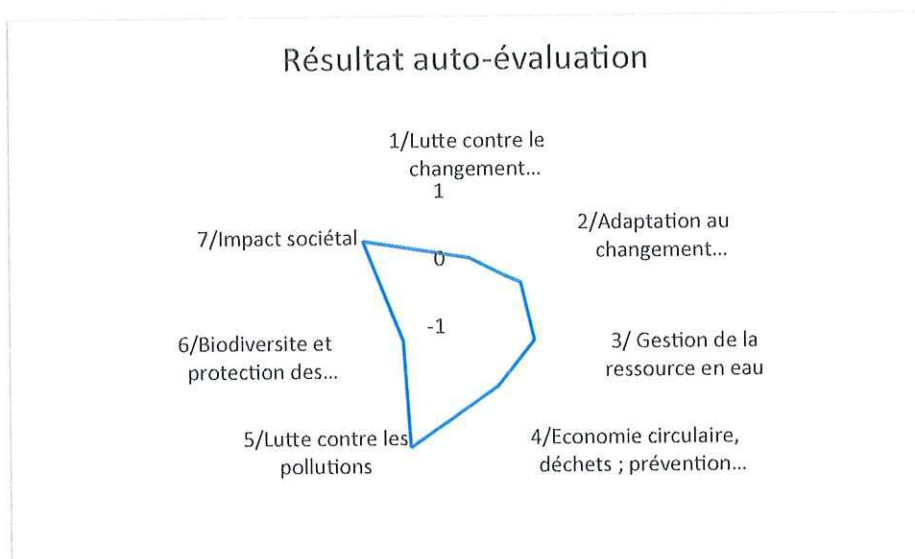 Résultat auto-évaluation
1/Lutte contre le
changement...
1
2/Adaptation au
changement...
7/Impact sociétal
0
-1
3/ Gestion de la
ressource en eau
6/Biodiversite et
protection des...
5/Lutte contre les
pollutions
4/Economie circulaire,
déchets ; prévention...